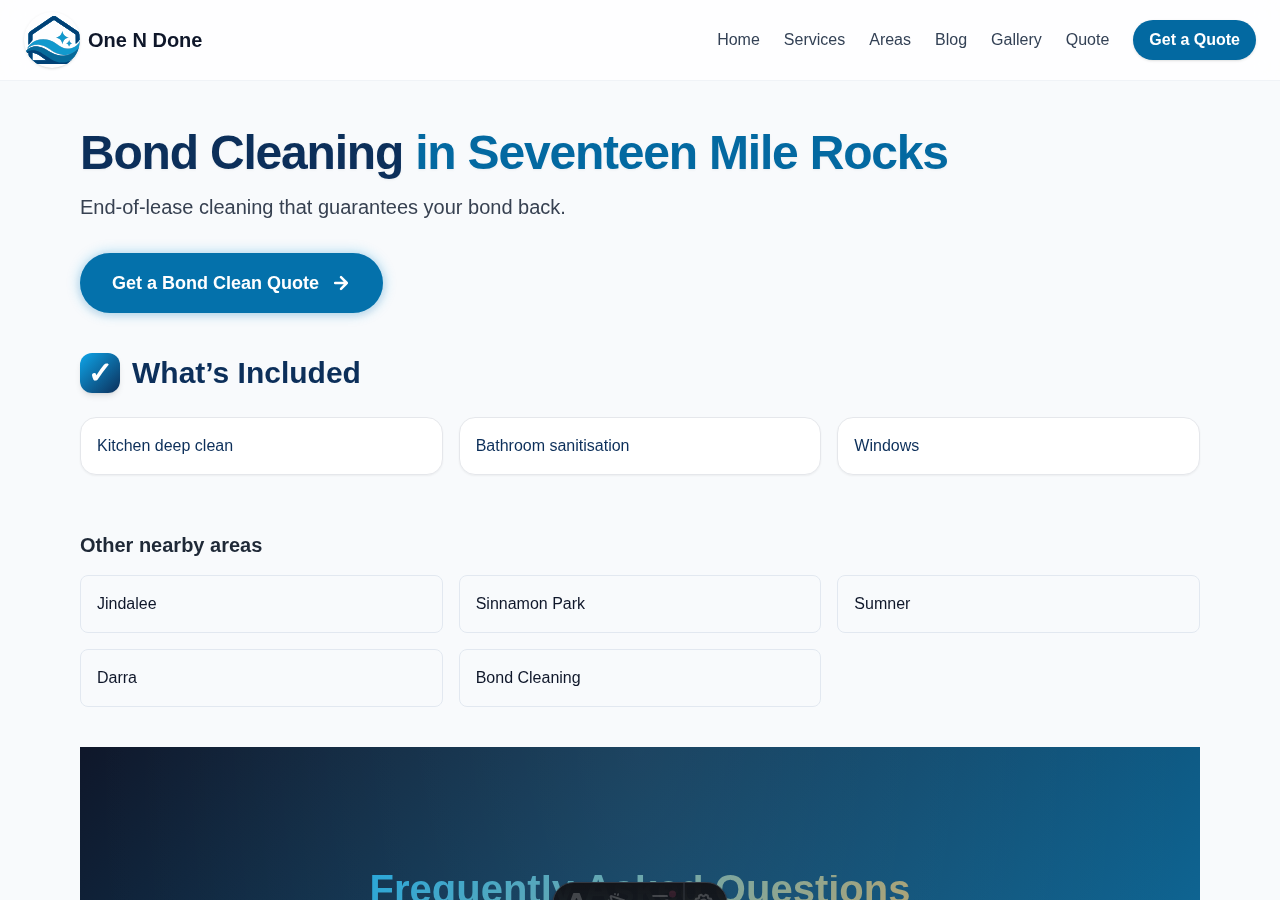 One N Done
Home Services Areas Blog Gallery Quote Get a Quote
Bond Cleaning in Seventeen Mile Rocks
End-of-lease cleaning that guarantees your bond back.
Get a Bond Clean Quote
What’s Included
Kitchen deep clean
Bathroom sanitisation
Windows
Other nearby areas
Jindalee
Sinnamon Park
Sumner
Darra
Bond Cleaning
Frequently Asked Questions